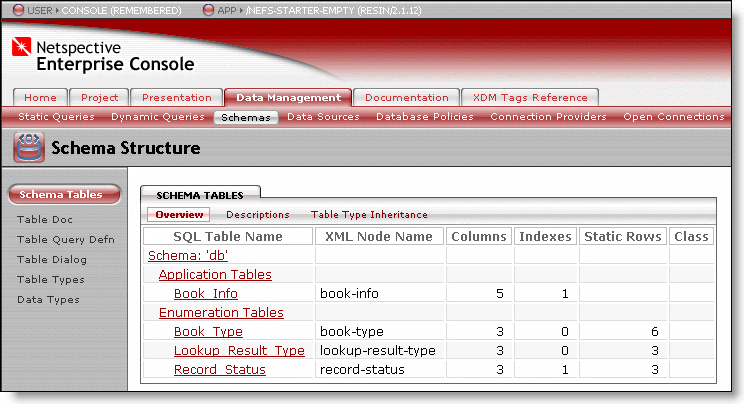 USER ▸ CONSOLE (REMEMBERED) APP ▸ /NEFS-STARTER-EMPTY (RESIN/2.1.12)
Netspective
Enterprise Console
Home Project Presentation Data Management Documentation XDM Tags Reference
Static Queries Dynamic Queries Schemas Data Sources Database Policies Connection Providers Open Connections
Schema Structure
Schema Tables
Table Doc
Table Query Defn
Table Dialog
Table Types
Data Types
SCHEMA TABLES
Overview Descriptions Table Type Inheritance
SQL Table Name XML Node Name Columns Indexes Static Rows Class
Schema: 'db'
Application Tables
Book_Info book-info 5 1
Enumeration Tables
Book_Type book-type 3 0 6
Lookup_Result_Type lookup-result-type 3 0 3
Record_Status record-status 3 1 3